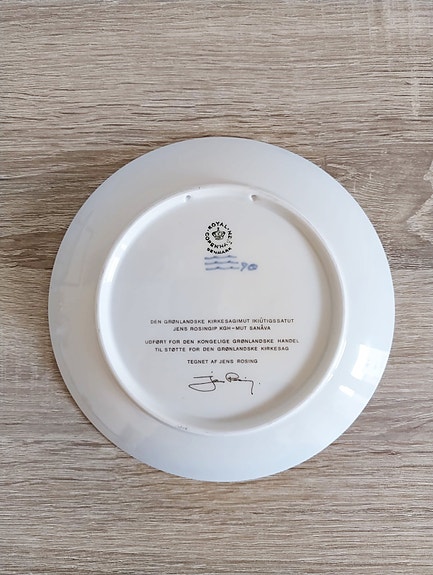 ROYAL
COPENHAGEN
DENMARK
DEN GRØNLANDSKE KIRKESAGIMUT IKIÛTIGSSATUT
JENS ROSINGIP KGH-MUT SANÂVA
UDFØRT FOR DEN KONGELIGE GRØNLANDSKE HANDEL
TIL STØTTE FOR DEN GRØNLANDSKE KIRKESAG
TEGNET AF JENS ROSING